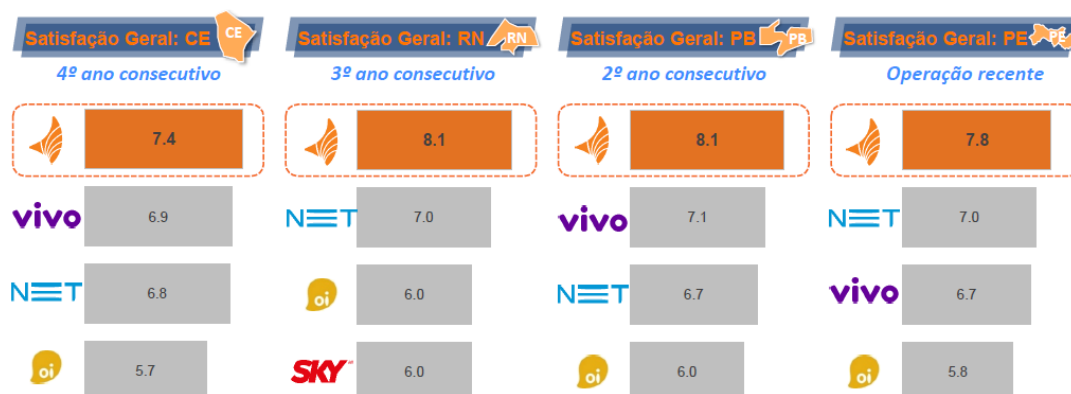 Satisfação Geral: CE
CE
4º ano consecutivo
7.4
vivo
6.9
NET
6.8
oi
5.7
Satisfação Geral: RN
RN
3º ano consecutivo
8.1
NET
7.0
oi
6.0
SKY
6.0
Satisfação Geral: PB
PB
2º ano consecutivo
8.1
vivo
7.1
NET
6.7
oi
6.0
Satisfação Geral: PE
PE
Operação recente
7.8
NET
7.0
vivo
6.7
oi
5.8